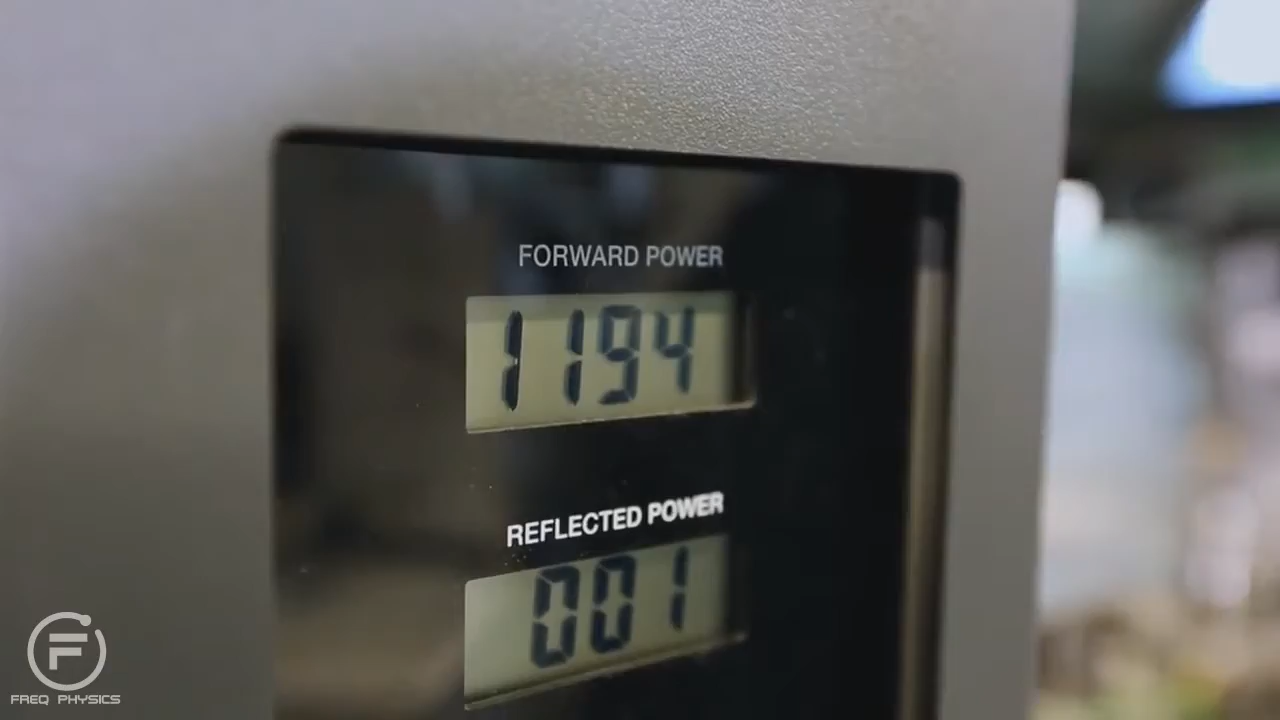 FORWARD POWER
1194
REFLECTED POWER
001
F
FREQ PHYSICS